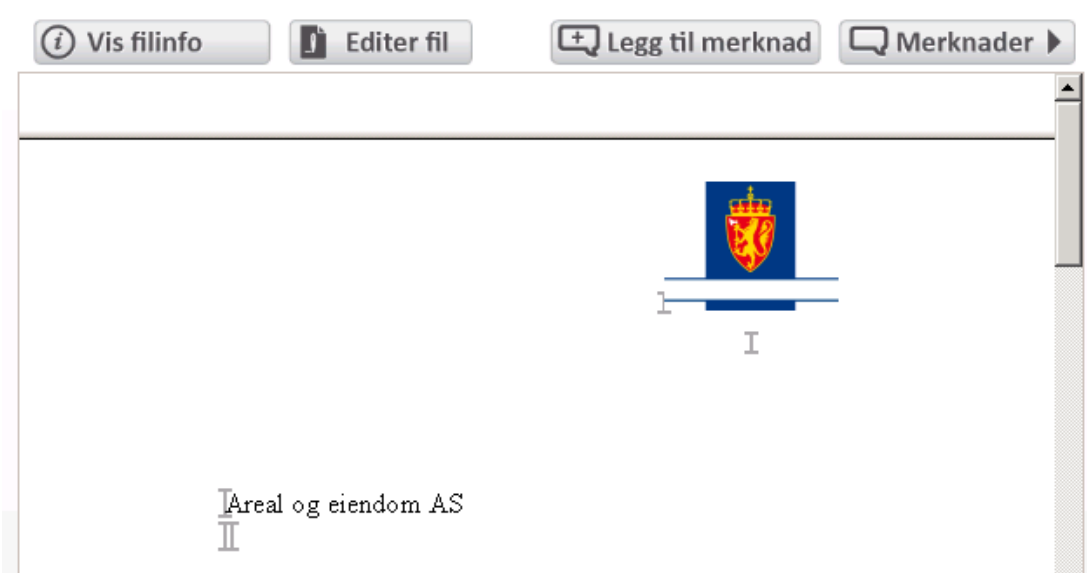 Vis filinfo
Editer fil
Legg til merknad
Merknader
Areal og eiendom AS